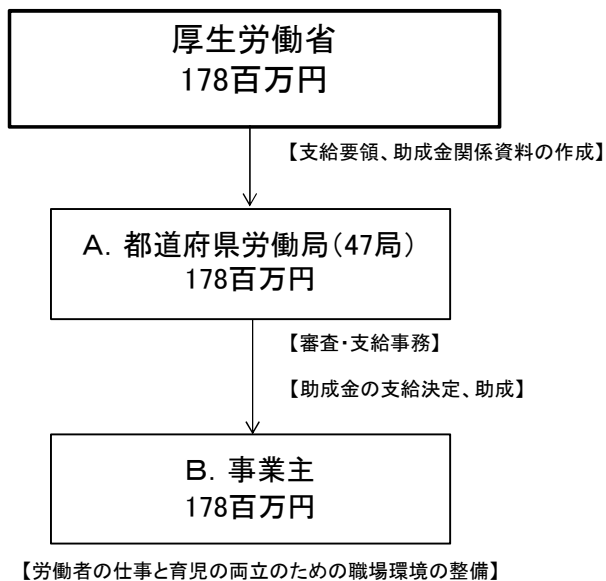 厚生労働省
178百万円
【支給要領、助成金関係資料の作成】
A. 都道府県労働局(47局)
178百万円
【審査・支給事務】
【助成金の支給決定、助成】
B. 事業主
178百万円
【労働者の仕事と育児の両立のための職場環境の整備】